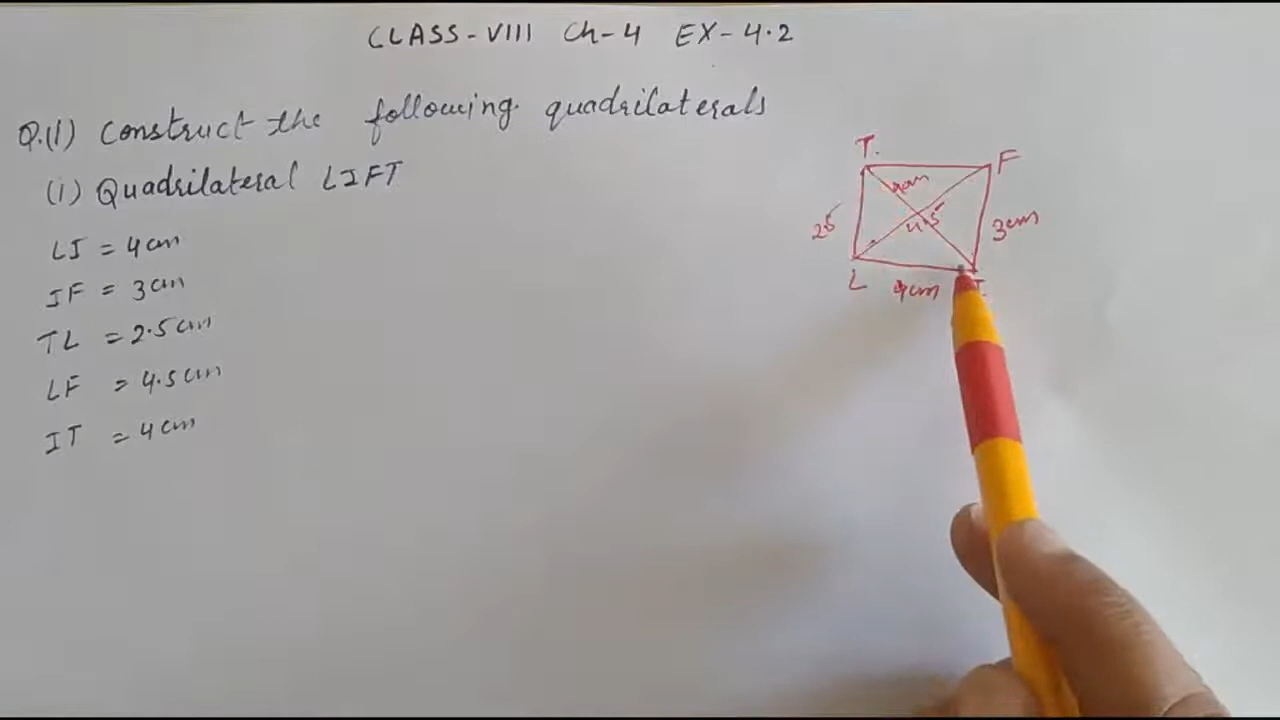 CLASS-VIII Ch-4 EX-4.2
Q.(1) Construct the following quadrilaterals
(i) Quadrilateral LIFT
LI = 4cm
IF = 3cm
TL = 2.5cm
LF = 4.5cm
IT = 4cm
T.
F
4cm
4.5
2.5
3cm
L
4cm